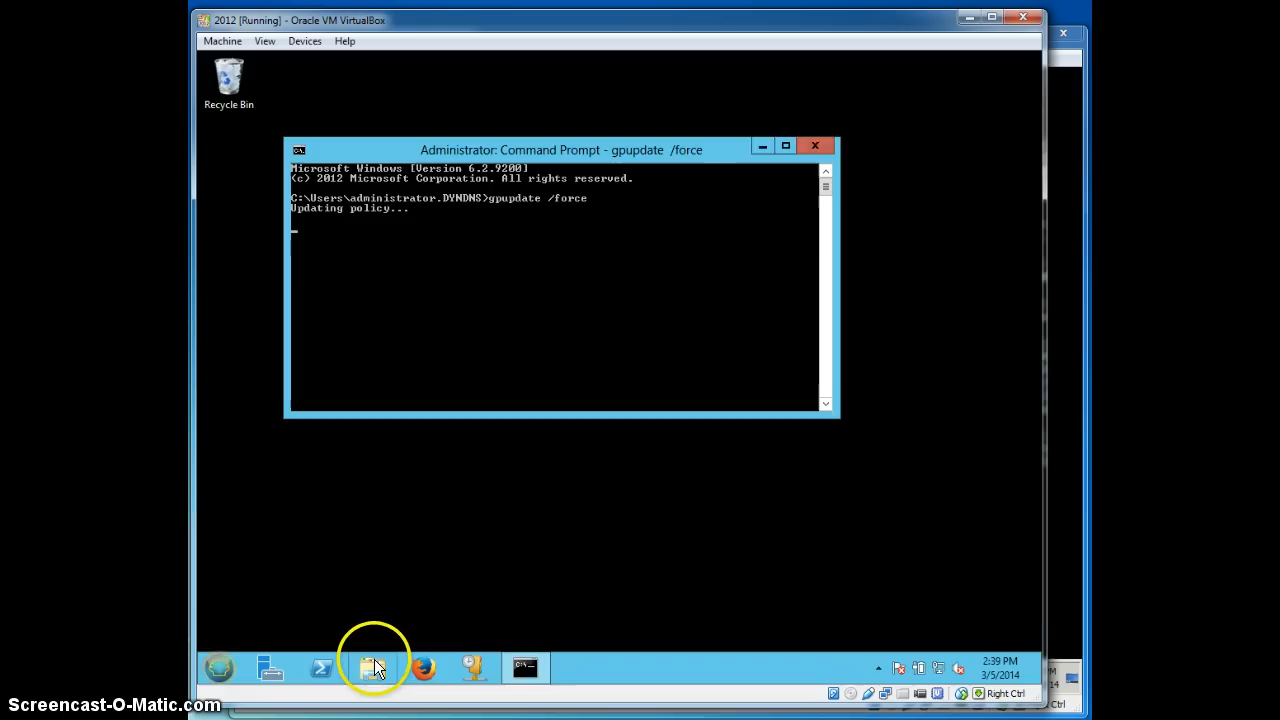 2012 [Running] - Oracle VM VirtualBox
Machine View Devices Help
Recycle Bin
Administrator: Command Prompt - gpupdate /force
Microsoft Windows [Version 6.2.9200]
(c) 2012 Microsoft Corporation. All rights reserved.
C:\Users\administrator.DYNDNS>gpupdate /force
Updating policy...
2:39 PM
3/5/2014
Right Ctrl
Screencast-O-Matic.com